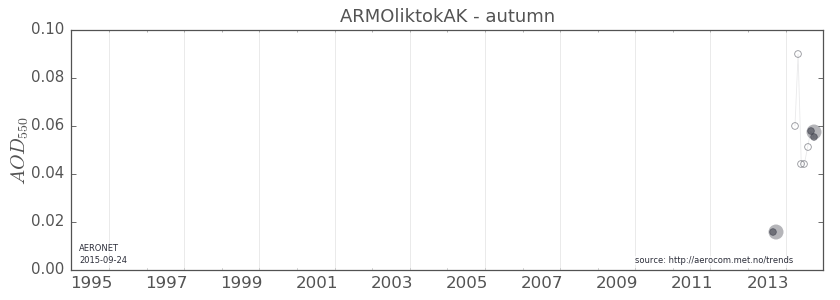 ARMOliktokAK - autumn
0.10
0.08
0.06
0.04
0.02
0.00
AOD550
AERONET
2015-09-24
source: http://aerocom.met.no/trends
1995 1997 1999 2001 2003 2005 2007 2009 2011 2013